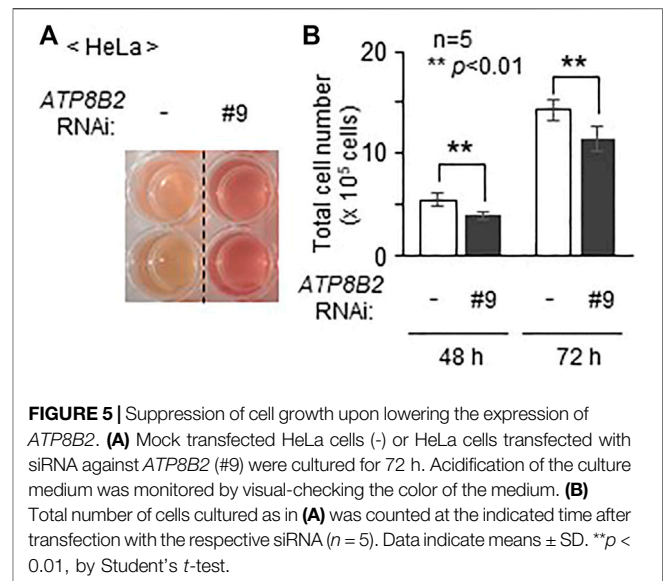 A < HeLa >
ATP8B2
RNAi: - #9
B
n=5
** p<0.01
Total cell number
(x 10⁵ cells)
20
10
0
**
**
ATP8B2
RNAi: - #9 - #9
48 h 72 h
FIGURE 5 | Suppression of cell growth upon lowering the expression of
ATP8B2. (A) Mock transfected HeLa cells (-) or HeLa cells transfected with
siRNA against ATP8B2 (#9) were cultured for 72 h. Acidification of the culture
medium was monitored by visual-checking the color of the medium. (B)
Total number of cells cultured as in (A) was counted at the indicated time after
transfection with the respective siRNA (n = 5). Data indicate means ± SD. **p <
0.01, by Student's t-test.